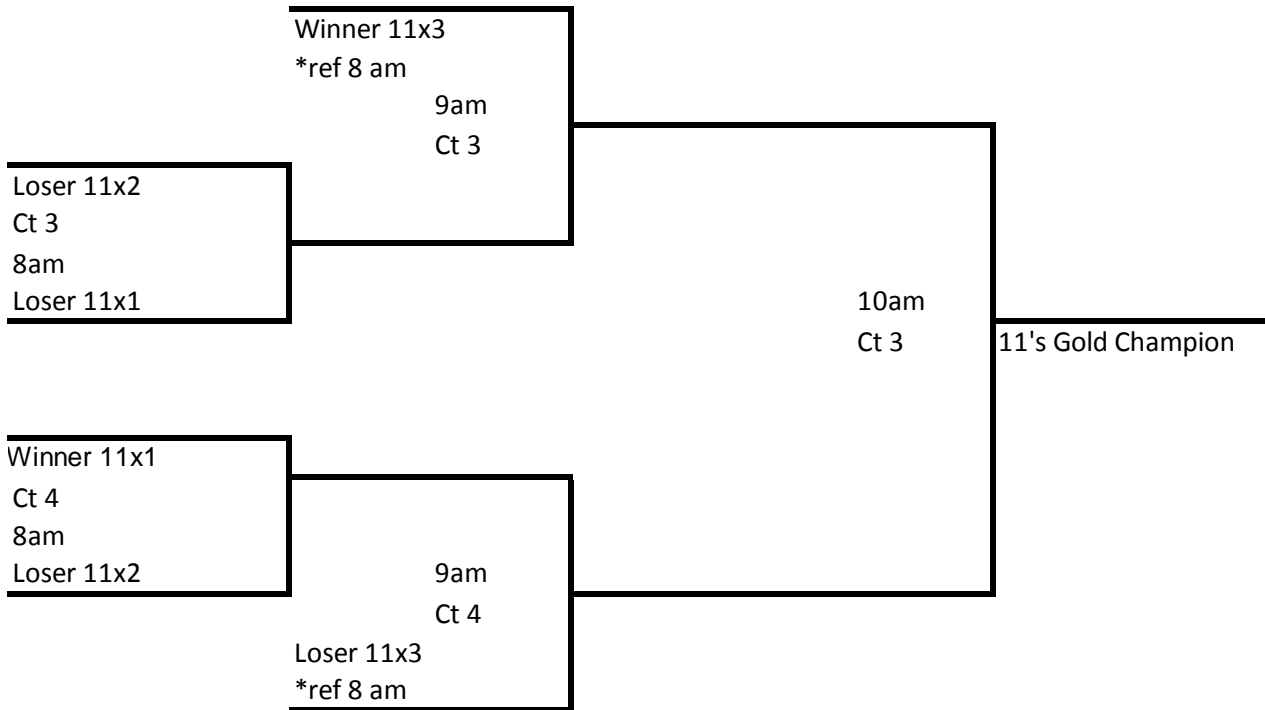 Winner 11x3
*ref 8 am
9am
Ct 3
Loser 11x2
Ct 3
8am
Loser 11x1
10am
Ct 3
11's Gold Champion
Winner 11x1
Ct 4
8am
Loser 11x2
9am
Ct 4
Loser 11x3
*ref 8 am